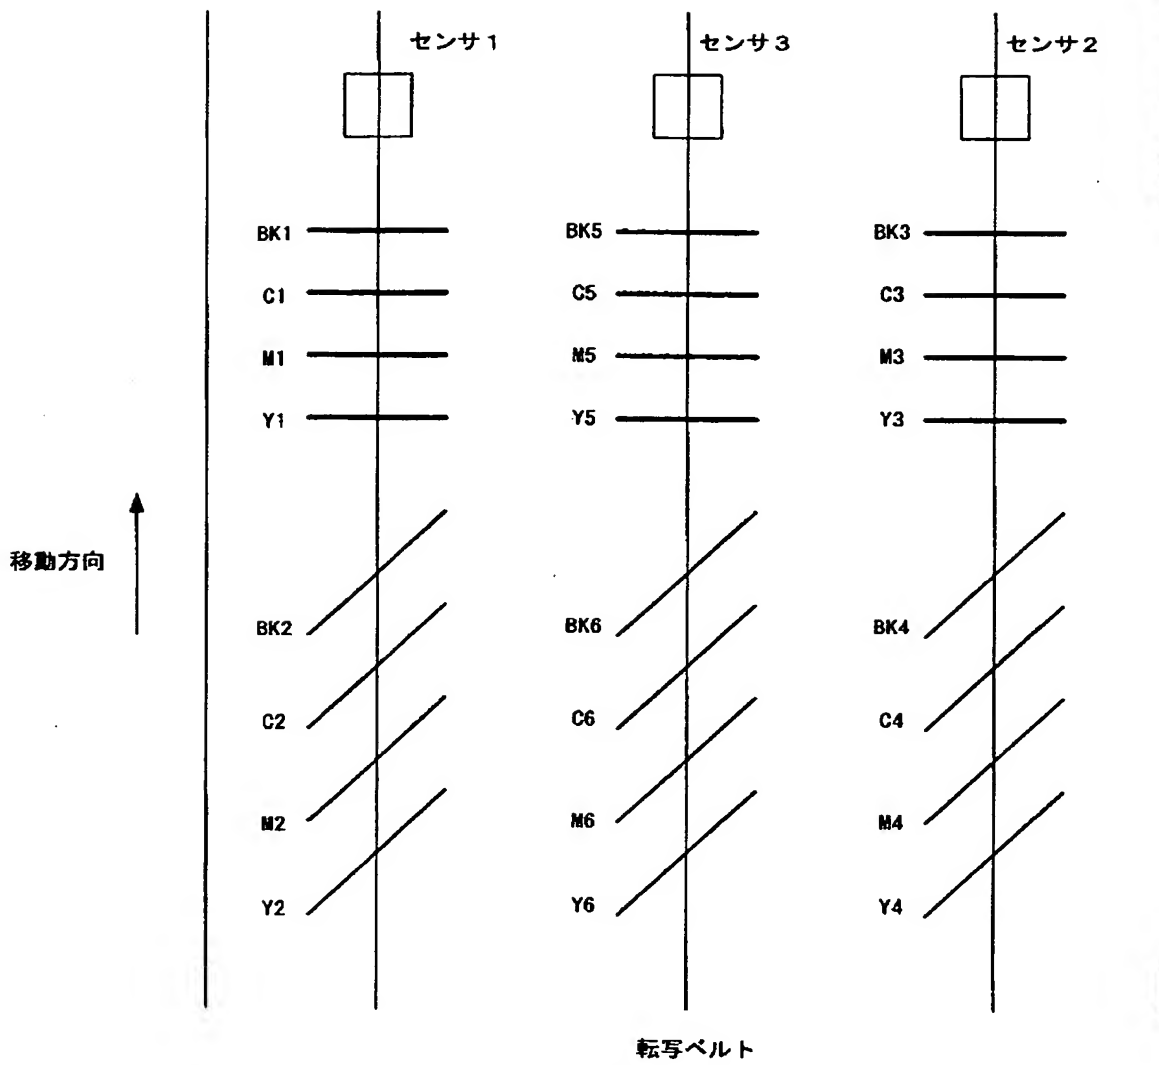 センサ1 センサ3 センサ2
BK1 BK5 BK3
C1 C5 C3
M1 M5 M3
Y1 Y5 Y3
移動方向
BK2 BK6 BK4
C2 C6 C4
M2 M6 M4
Y2 Y6 Y4
転写ベルト